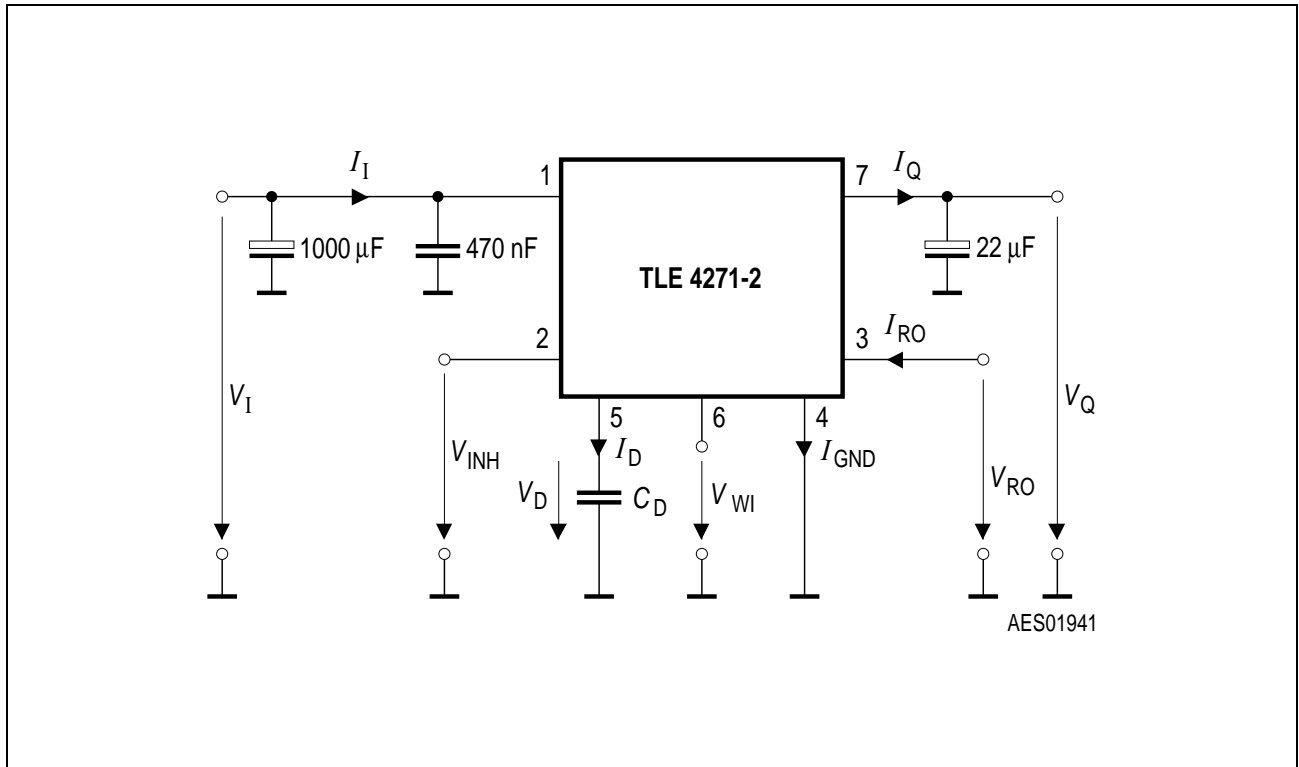 I_I
1
7
I_Q
1000 μF
470 nF
22 μF
TLE 4271-2
2
3
I_RO
V_I
V_INH
5
6
4
I_D
I_GND
V_D
C_D
V_WI
V_RO
V_Q
AES01941